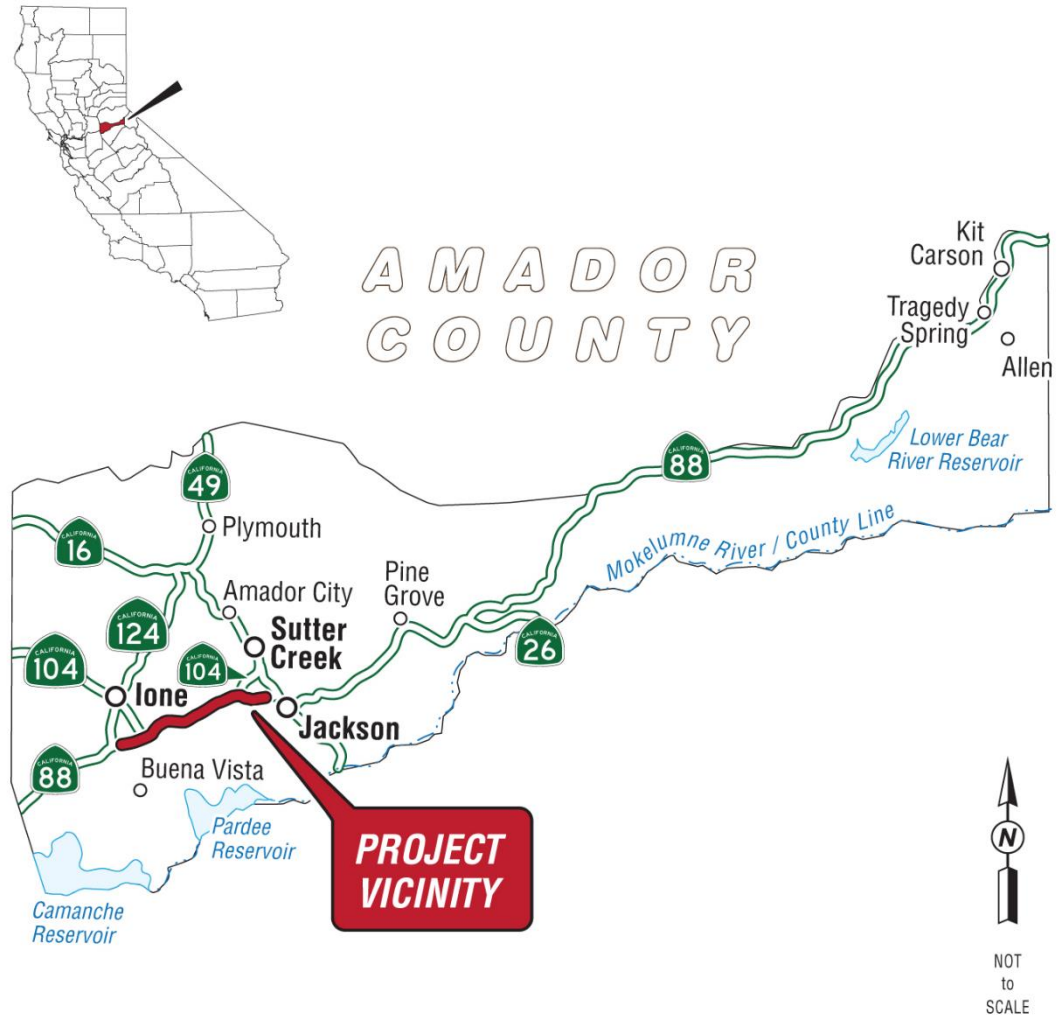 AMADOR
COUNTY
Kit
Carson
Tragedy
Spring
Allen
Lower Bear
River Reservoir
CALIFORNIA
88
Mokelumne River / County Line
CALIFORNIA
49
Plymouth
CALIFORNIA
16
Amador City
Pine
Grove
CALIFORNIA
26
CALIFORNIA
124
Sutter
Creek
CALIFORNIA
104
CALIFORNIA
104
Ione
Jackson
CALIFORNIA
88
Buena Vista
Pardee
Reservoir
PROJECT
VICINITY
Camanche
Reservoir
N
NOT
to
SCALE